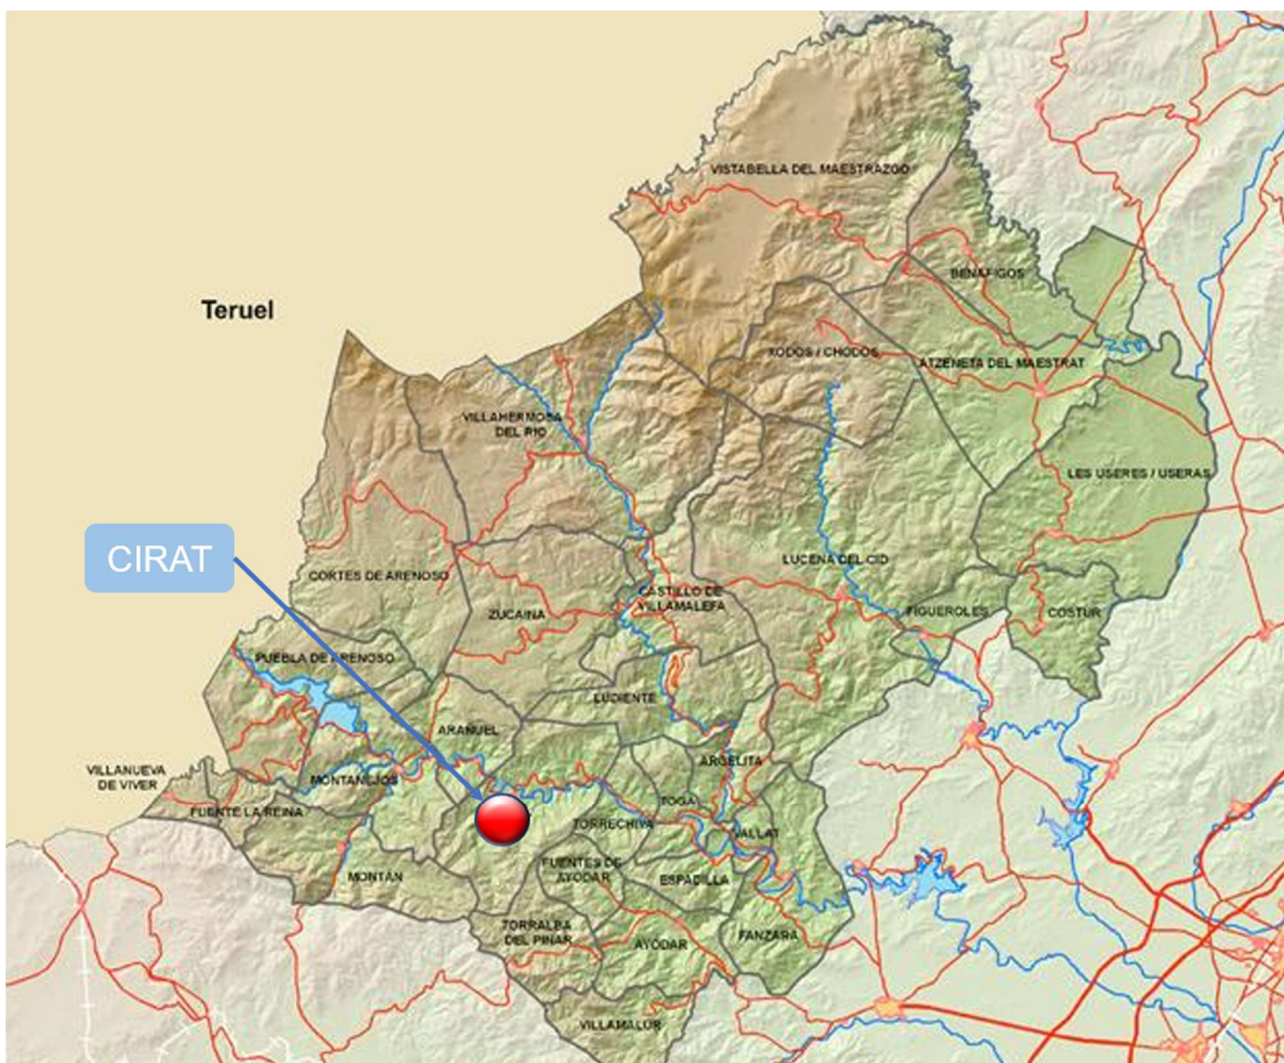 VISTABELLA DEL MAESTRAZGO
BENAFIGOS
Teruel
XODOS / CHODOS
ATZENETA DEL MAESTRAT
VILLAHERMOSA
DEL RIO
LES USERES / USERAS
CIRAT
LUCENA DEL CID
CORTES DE ARENOSO
CASTILLO DE
VILLAMALEFA
ZUCAINA
FIGUEROLES
COSTUR
PUEBLA DE ARENOSO
LUDIENTE
ARAÑUEL
ARGELITA
VILLANUEVA
DE VIVER
MONTANEJOS
TOGA
FUENTE LA REINA
TORRECHIVA
VALLAT
FUENTES DE
AYODAR
MONTÁN
ESPADILLA
TORRALBA
DEL PINAR
FANZARA
AYODAR
VILLAMALUR